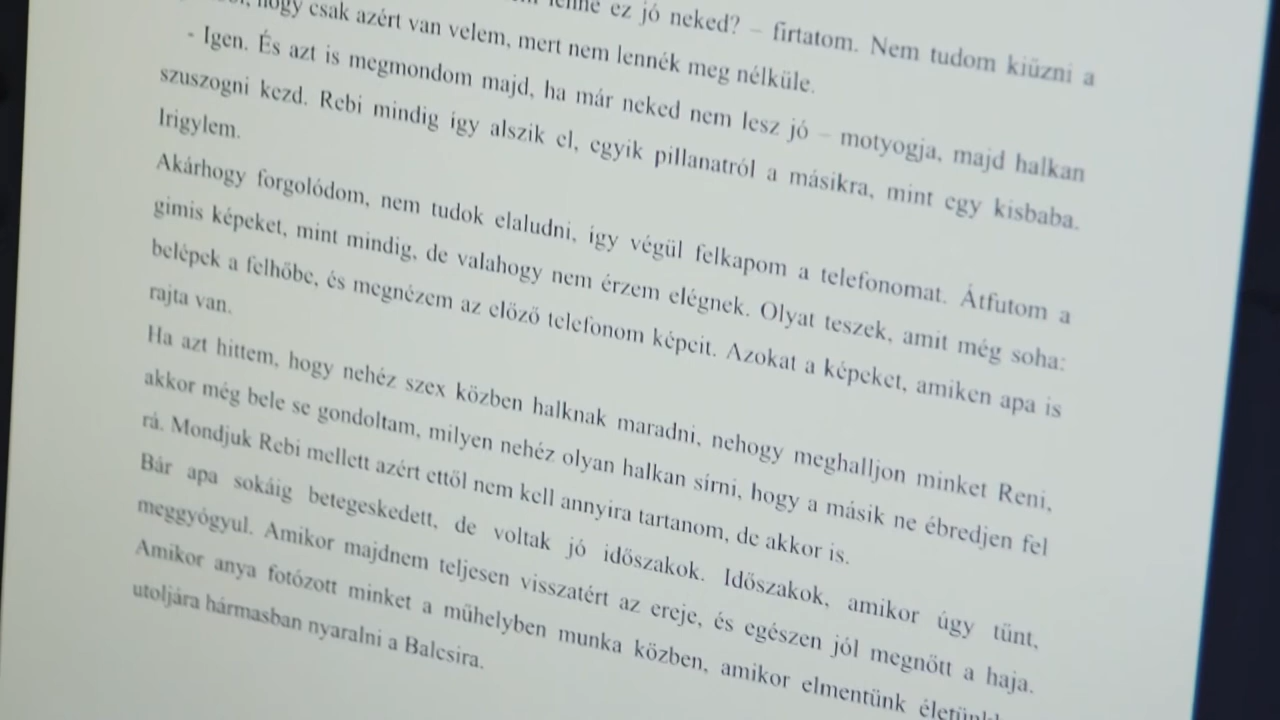 lenne ez jó neked? – firtatom. Nem tudom kiűzni a
hogy csak azért van velem, mert nem lennék meg nélküle.
- Igen. És azt is megmondom majd, ha már neked nem lesz jó – motyogja, majd halkan
szuszogni kezd. Rebi mindig így alszik el, egyik pillanatról a másikra, mint egy kisbaba.
Irigylem.
Akárhogy forgolódom, nem tudok elaludni, így végül felkapom a telefonomat. Átfutom a
gimis képeket, mint mindig, de valahogy nem érzem elégnek. Olyat teszek, amit még soha:
belépek a felhőbe, és megnézem az előző telefonom képeit. Azokat a képeket, amiken apa is
rajta van.
Ha azt hittem, hogy nehéz szex közben halknak maradni, nehogy meghalljon minket Reni,
akkor még bele se gondoltam, milyen nehéz olyan halkan sírni, hogy a másik ne ébredjen fel
rá. Mondjuk Rebi mellett azért ettől nem kell annyira tartanom, de akkor is.
Bár apa sokáig betegeskedett, de voltak jó időszakok. Időszakok, amikor úgy tűnt,
meggyógyul. Amikor majdnem teljesen visszatért az ereje, és egészen jól megnőtt a haja.
Amikor anya fotózott minket a műhelyben munka közben, amikor elmentünk
utoljára hármasban nyaralni a Balcsira.